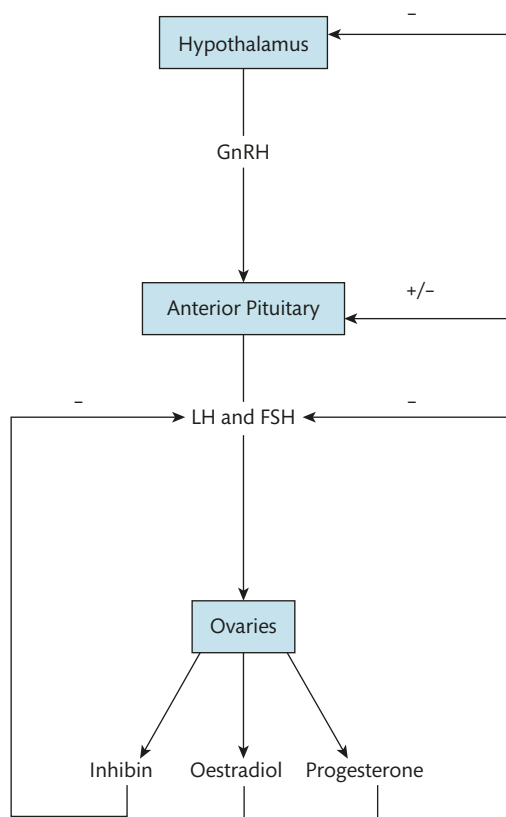 –
Hypothalamus
GnRH
+/–
Anterior Pituitary
– –
LH and FSH
Ovaries
Inhibin Oestradiol Progesterone